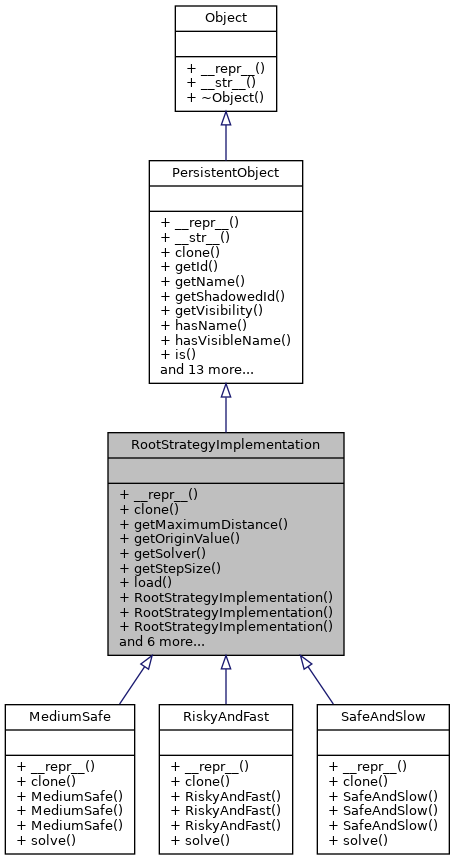 Object
+ __repr__()
+ __str__()
+ ~Object()
PersistentObject
+ __repr__()
+ __str__()
+ clone()
+ getId()
+ getName()
+ getShadowedId()
+ getVisibility()
+ hasName()
+ hasVisibleName()
+ is()
and 13 more...
RootStrategyImplementation
+ __repr__()
+ clone()
+ getMaximumDistance()
+ getOriginValue()
+ getSolver()
+ getStepSize()
+ load()
+ RootStrategyImplementation()
+ RootStrategyImplementation()
+ RootStrategyImplementation()
and 6 more...
MediumSafe
+ __repr__()
+ clone()
+ MediumSafe()
+ MediumSafe()
+ MediumSafe()
+ solve()
RiskyAndFast
+ __repr__()
+ clone()
+ RiskyAndFast()
+ RiskyAndFast()
+ RiskyAndFast()
+ solve()
SafeAndSlow
+ __repr__()
+ clone()
+ SafeAndSlow()
+ SafeAndSlow()
+ SafeAndSlow()
+ solve()